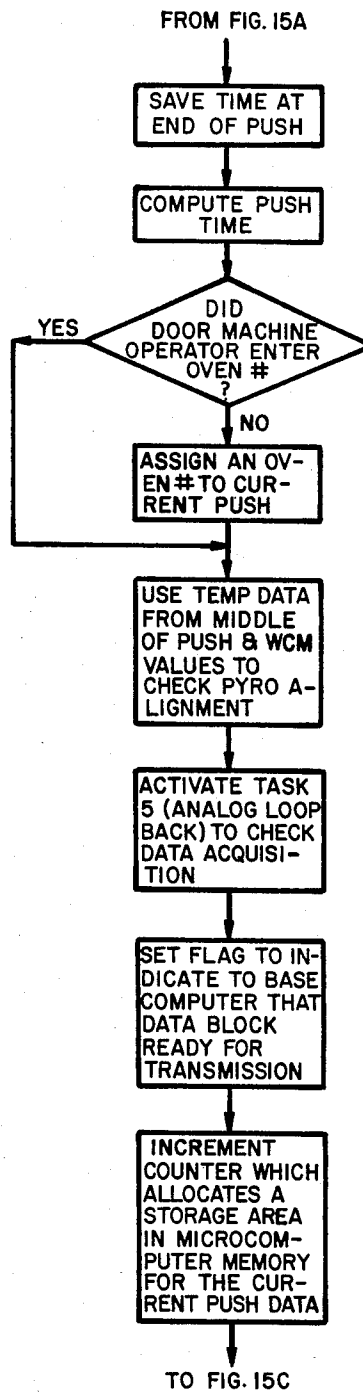 FROM FIG. 15A
SAVE TIME AT
END OF PUSH
COMPUTE PUSH
TIME
DID
DOOR MACHINE
OPERATOR ENTER
OVEN #
?
YES
NO
ASSIGN AN OV-
EN # TO CUR-
RENT PUSH
USE TEMP DATA
FROM MIDDLE
OF PUSH & WCM
VALUES TO
CHECK PYRO A-
LIGNMENT
ACTIVATE TASK
5 (ANALOG LOOP
BACK) TO CHECK
DATA ACQUISI-
TION
SET FLAG TO IN-
DICATE TO BASE
COMPUTER THAT
DATA BLOCK
READY FOR
TRANSMISSION
INCREMENT
COUNTER WHICH
ALLOCATES A
STORAGE AREA
IN MICROCOM-
PUTER MEMORY
FOR THE CUR-
RENT PUSH DATA
TO FIG. 15C